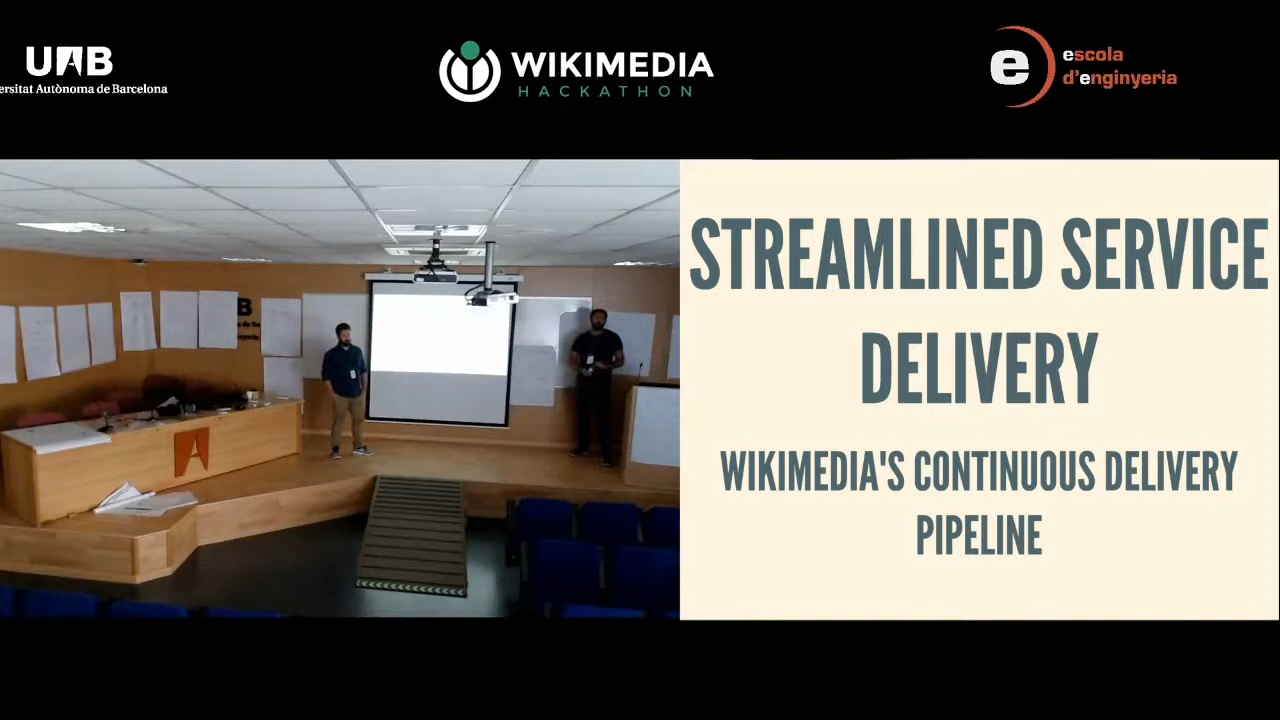 UAB
ersitat Autònoma de Barcelona
WIKIMEDIA
HACKATHON
e
escola
d'enginyeria
STREAMLINED SERVICE
DELIVERY
WIKIMEDIA'S CONTINUOUS DELIVERY
PIPELINE
B